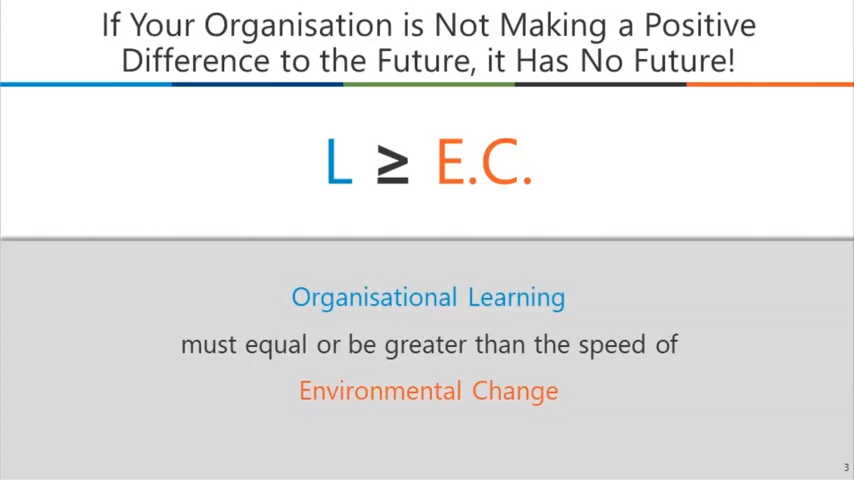 If Your Organisation is Not Making a Positive
Difference to the Future, it Has No Future!
L ≥ E.C.
Organisational Learning
must equal or be greater than the speed of
Environmental Change
3